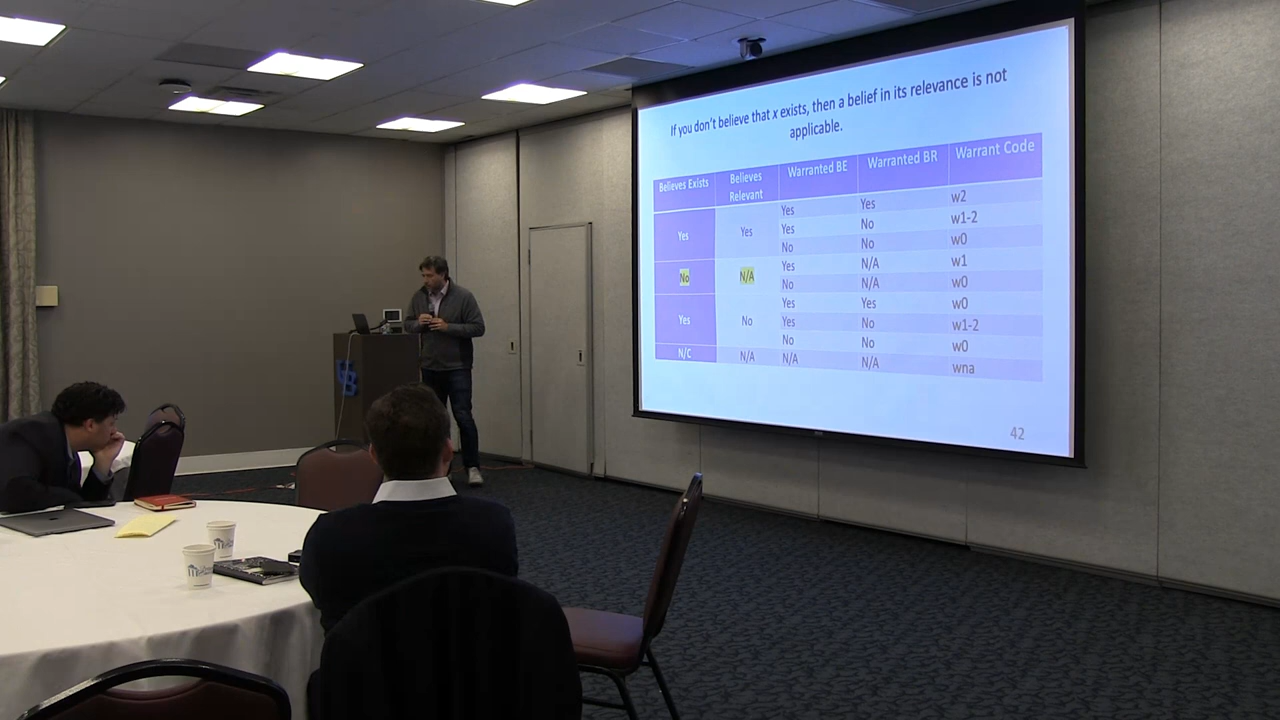 If you don't believe that x exists, then a belief in its relevance is not
applicable.
Believes Exists Believes Relevant Warranted BE Warranted BR Warrant Code
Yes Yes Yes Yes w2
Yes No w1-2
No No w0
No N/A Yes N/A w1
No N/A w0
Yes No Yes Yes w0
Yes No w1-2
No No w0
N/C N/A N/A N/A wna
42